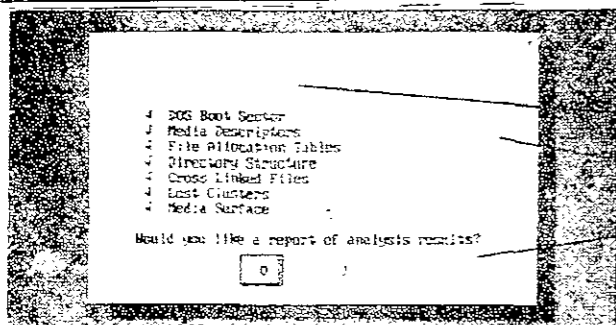 DOS Boot Sector
Media Descriptors
File Allocation Tables
Directory Structure
Cross Linked Files
Lost Clusters
Media Surface
Would you like a report of analysis results?